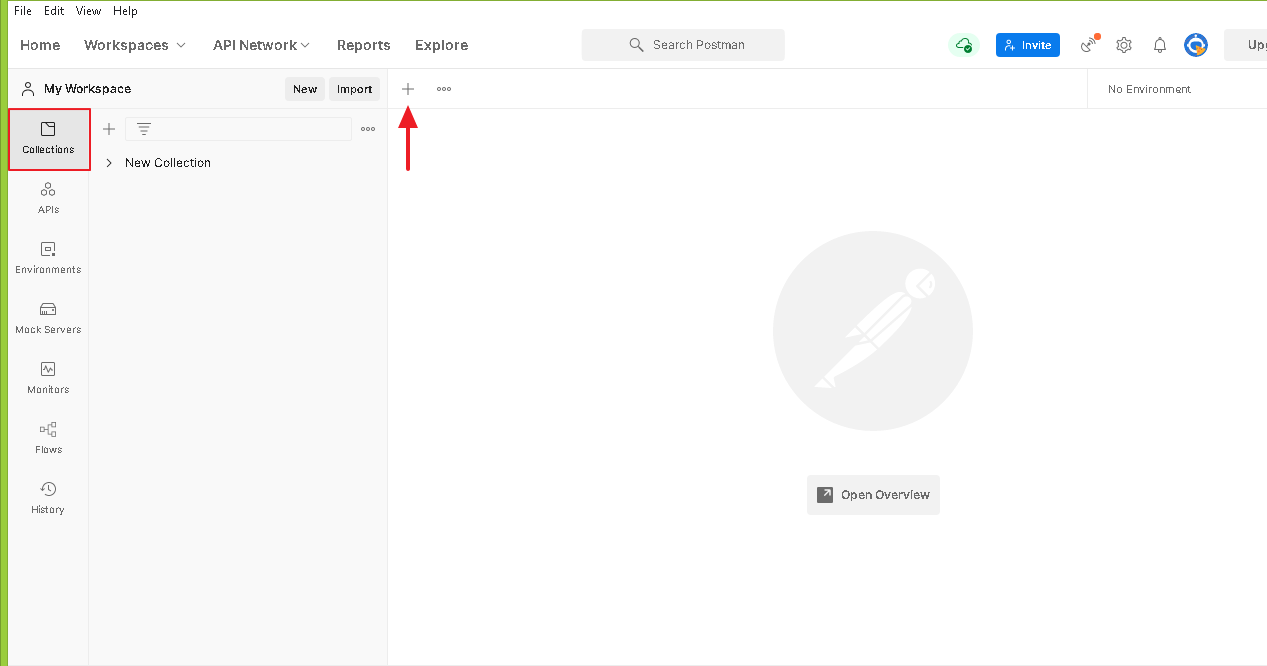 File Edit View Help
Home Workspaces API Network Reports Explore Search Postman Invite Upg
My Workspace New Import No Environment
Collections
New Collection
APIs
Environments
Mock Servers
Monitors
Flows
History
Open Overview